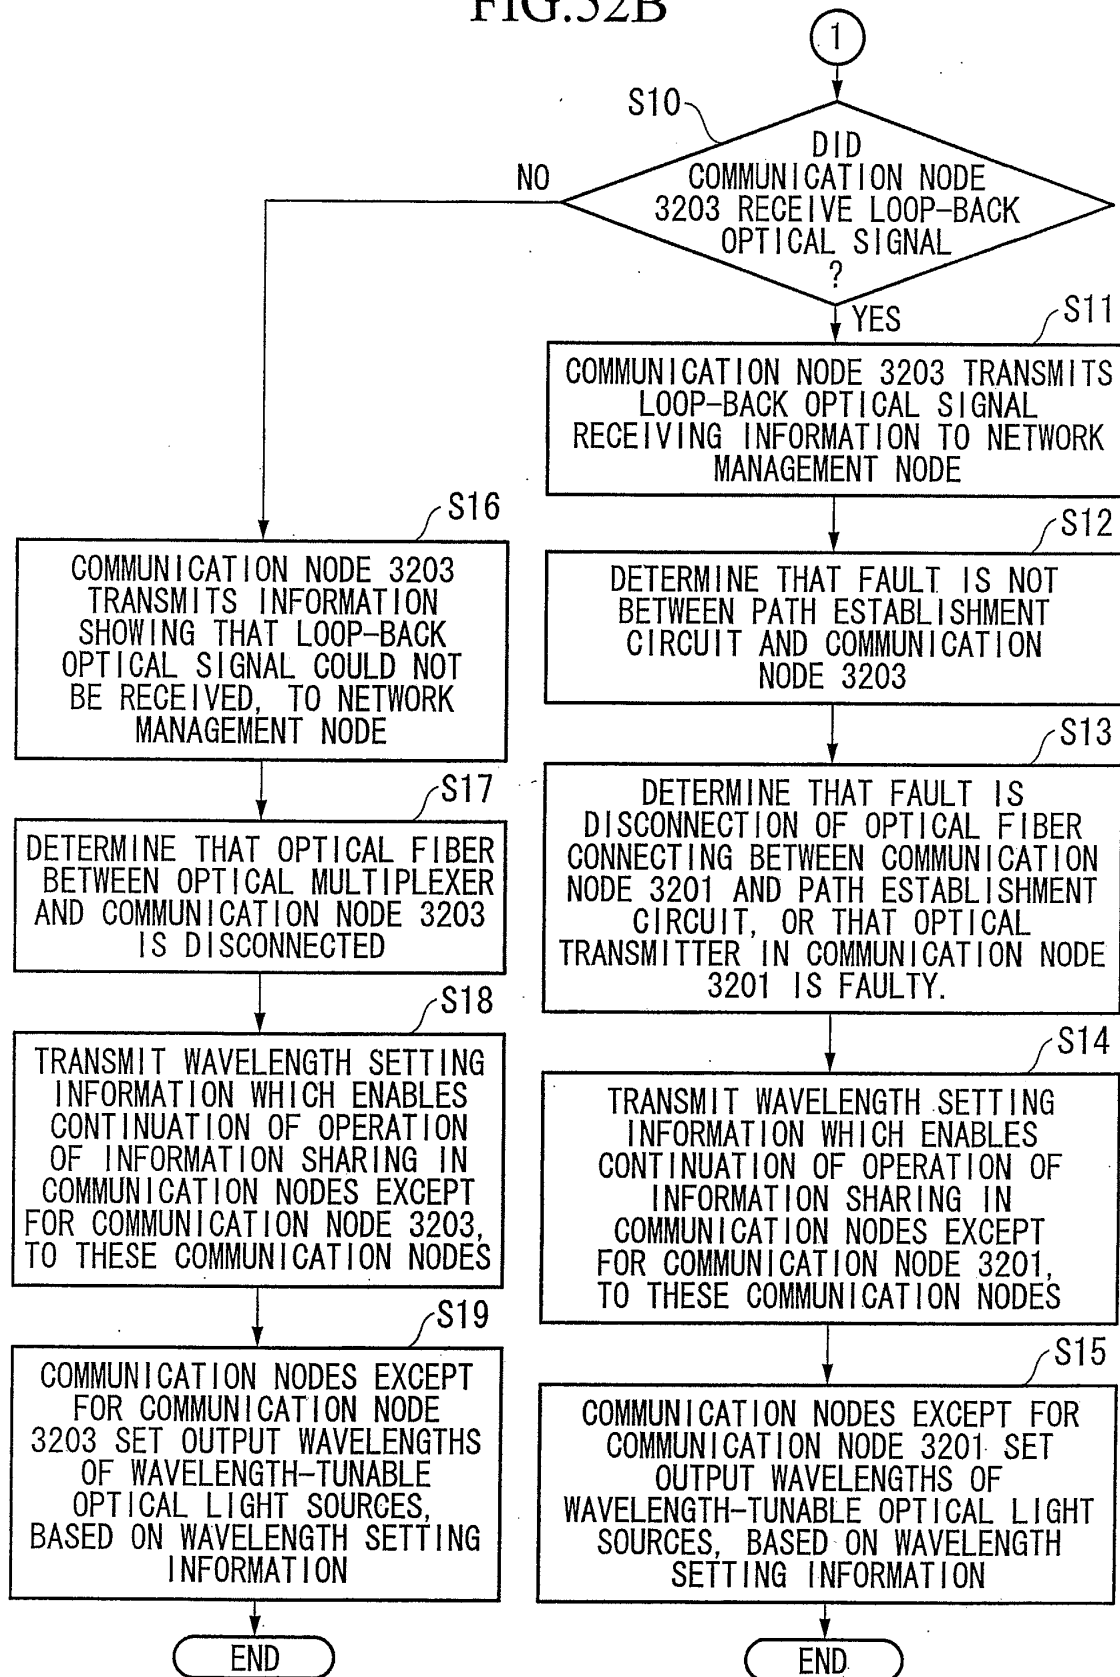 FIG.52B
1
S10
DID
COMMUNICATION NODE
3203 RECEIVE LOOP-BACK
OPTICAL SIGNAL
?
NO
YES
S11
COMMUNICATION NODE 3203 TRANSMITS
LOOP-BACK OPTICAL SIGNAL
RECEIVING INFORMATION TO NETWORK
MANAGEMENT NODE
S12
DETERMINE THAT FAULT IS NOT
BETWEEN PATH ESTABLISHMENT
CIRCUIT AND COMMUNICATION
NODE 3203
S13
DETERMINE THAT FAULT IS
DISCONNECTION OF OPTICAL FIBER
CONNECTING BETWEEN COMMUNICATION
NODE 3201 AND PATH ESTABLISHMENT
CIRCUIT, OR THAT OPTICAL
TRANSMITTER IN COMMUNICATION NODE
3201 IS FAULTY.
S14
TRANSMIT WAVELENGTH SETTING
INFORMATION WHICH ENABLES
CONTINUATION OF OPERATION OF
INFORMATION SHARING IN
COMMUNICATION NODES EXCEPT
FOR COMMUNICATION NODE 3201,
TO THESE COMMUNICATION NODES
S15
COMMUNICATION NODES EXCEPT FOR
COMMUNICATION NODE 3201 SET
OUTPUT WAVELENGTHS OF
WAVELENGTH-TUNABLE OPTICAL LIGHT
SOURCES, BASED ON WAVELENGTH
SETTING INFORMATION
END
S16
COMMUNICATION NODE 3203
TRANSMITS INFORMATION
SHOWING THAT LOOP-BACK
OPTICAL SIGNAL COULD NOT
BE RECEIVED, TO NETWORK
MANAGEMENT NODE
S17
DETERMINE THAT OPTICAL FIBER
BETWEEN OPTICAL MULTIPLEXER
AND COMMUNICATION NODE 3203
IS DISCONNECTED
S18
TRANSMIT WAVELENGTH SETTING
INFORMATION WHICH ENABLES
CONTINUATION OF OPERATION
OF INFORMATION SHARING IN
COMMUNICATION NODES EXCEPT
FOR COMMUNICATION NODE 3203,
TO THESE COMMUNICATION NODES
S19
COMMUNICATION NODES EXCEPT
FOR COMMUNICATION NODE
3203 SET OUTPUT WAVELENGTHS
OF WAVELENGTH-TUNABLE
OPTICAL LIGHT SOURCES,
BASED ON WAVELENGTH SETTING
INFORMATION
END